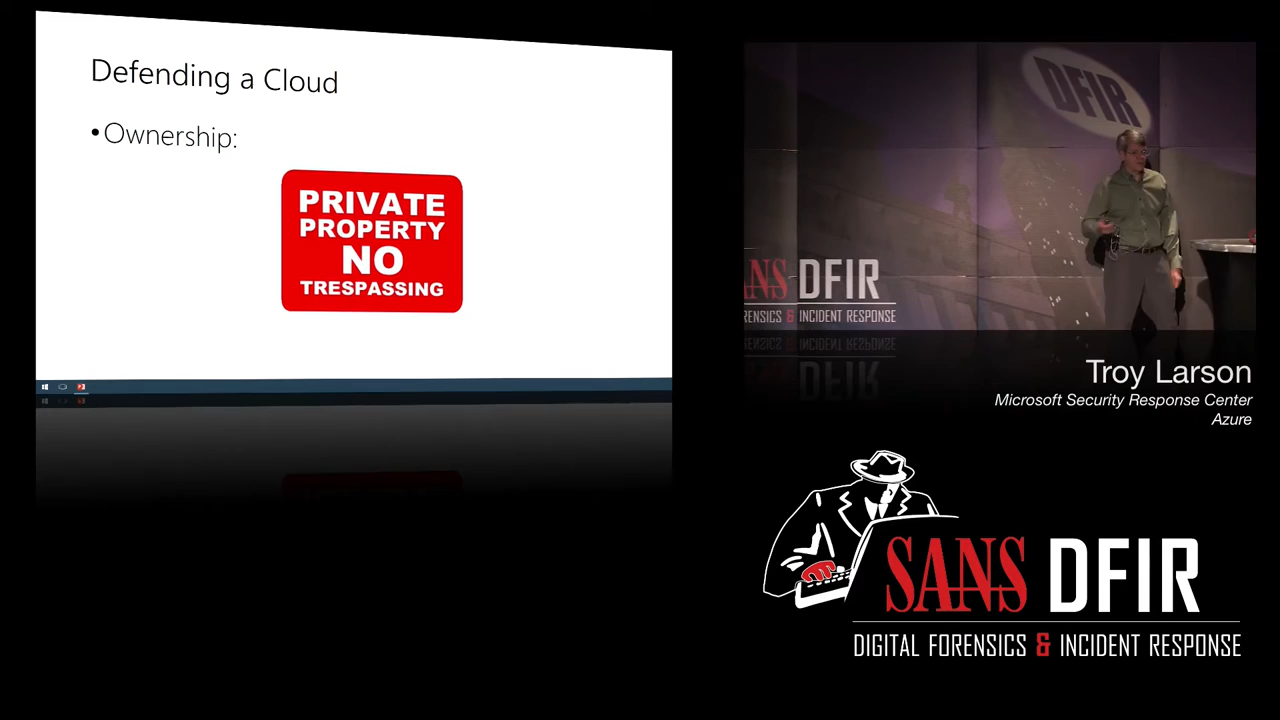 Defending a Cloud
•Ownership:
PRIVATE
PROPERTY
NO
TRESPASSING
DFIR
SANS DFIR
FORENSICS & INCIDENT RESPONSE
Troy Larson
Microsoft Security Response Center
Azure
SANS DFIR
DIGITAL FORENSICS & INCIDENT RESPONSE